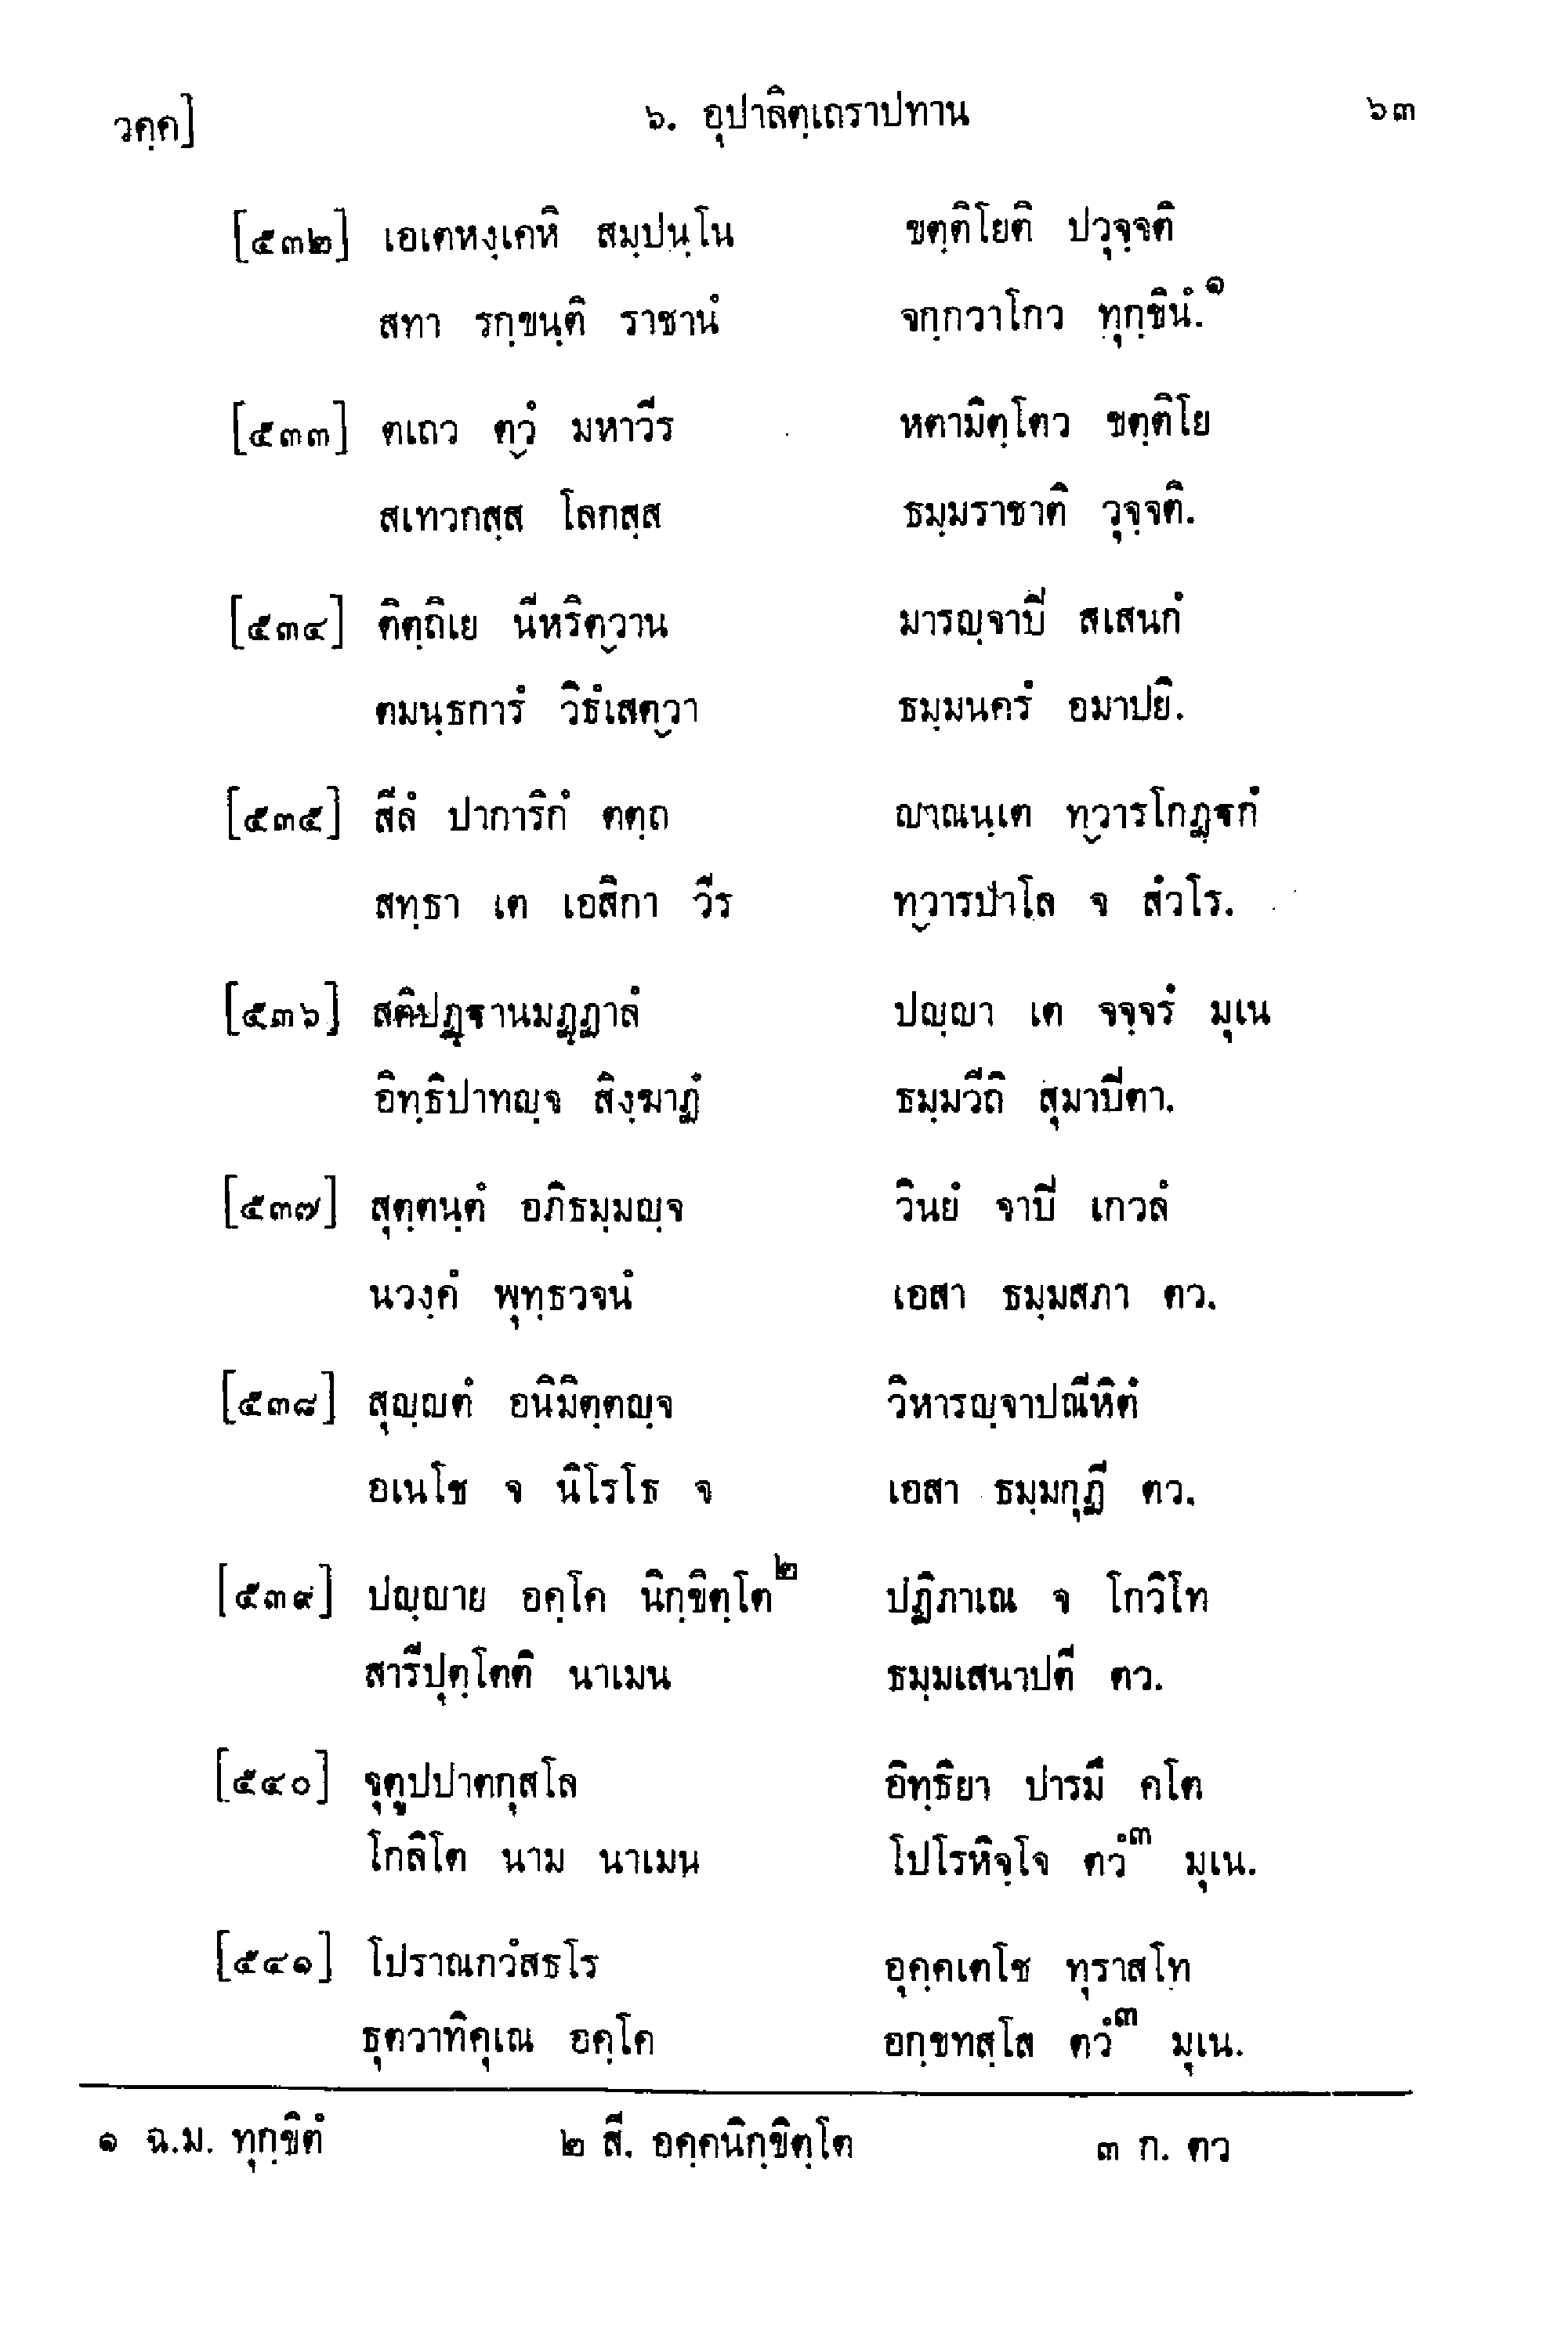 วคฺค] ๖. อุปาลิตฺเถราปทาน ๖๓
[๕๓๒] เอเตหงฺเคหิ สมฺปนฺโน ขตฺติโยติ ปวุจฺจติ
สทา รกฺขนฺติ ราชานํ จกฺกวาโกว ทุกฺขินํ.๑
[๕๓๓] ตเถว ตฺวํ มหาวีร หตามิตฺโตว ขตฺติโย
สเทวกสฺส โลกสฺส ธมฺมราชาติ วุจฺจติ.
[๕๓๔] ติตฺถิเย นีหริตฺวาน มารญฺจาปิ สเสนกํ
ตมนฺธการํ วิธํเสตฺวา ธมฺมนครํ อมาปยิ.
[๕๓๕] สีลํ ปาการิกํ ตตฺถ ญาณนฺเต ทฺวารโกฏฺฐกํ
สทฺธา เต เอสิกา วีร ทฺวารปาโล จ สํวโร.
[๕๓๖] สติปฏฺฐานมฏฺฏาลํ ปญฺญา เต จจฺจรํ มุเน
อิทฺธิปาทญฺจ สิงฺฆาฏํ ธมฺมวีถิ สุมาปิตา.
[๕๓๗] สุตฺตนฺตํ อภิธมฺมญฺจ วินยํ จาปิ เกวลํ
นวงฺคํ พุทฺธวจนํ เอสา ธมฺมสภา ตว.
[๕๓๘] สุญฺญตํ อนิมิตฺตญฺจ วิหารญฺจาปณีหิตํ
อเนโช จ นิโรโธ จ เอสา ธมฺมกุฏี ตว.
[๕๓๙] ปญฺญาย อคฺโค นิกฺขิตฺโต๒ ปฏิภาเณ จ โกวิโท
สารีปุตฺโตติ นาเมน ธมฺมเสนาปตี ตว.
[๕๔๐] จุตูปปาตกุสโล อิทฺธิยา ปารมึ คโต
โกลิโต นาม นาเมน โปโรหิจฺโจ ตวํ๓ มุเน.
[๕๔๑] โปราณกวํสธโร อุคฺคเตโช ทุราสโท
ธุตวาทิคุเณ อคฺโค อกฺขทสฺโส ตวํ๓ มุเน.
๑ ฉ.ม. ทุกฺขิตํ ๒ สี. อคฺคนิกฺขิตฺโต ๓ ก. ตว